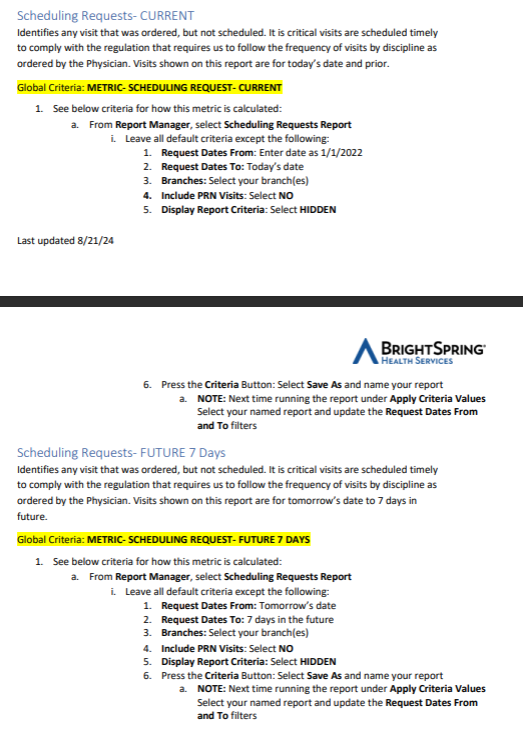 Scheduling Requests- CURRENT
Identifies any visit that was ordered, but not scheduled. It is critical visits are scheduled timely
to comply with the regulation that requires us to follow the frequency of visits by discipline as
ordered by the Physician. Visits shown on this report are for today's date and prior.
Global Criteria: METRIC- SCHEDULING REQUEST- CURRENT
1. See below criteria for how this metric is calculated:
a. From Report Manager, select Scheduling Requests Report
i. Leave all default criteria except the following:
1. Request Dates From: Enter date as 1/1/2022
2. Request Dates To: Today's date
3. Branches: Select your branch(es)
4. Include PRN Visits: Select NO
5. Display Report Criteria: Select HIDDEN
Last updated 8/21/24
BRIGHTSPRING
HEALTH SERVICES
6. Press the Criteria Button: Select Save As and name your report
a. NOTE: Next time running the report under Apply Criteria Values
Select your named report and update the Request Dates From
and To filters
Scheduling Requests- FUTURE 7 Days
Identifies any visit that was ordered, but not scheduled. It is critical visits are scheduled timely
to comply with the regulation that requires us to follow the frequency of visits by discipline as
ordered by the Physician. Visits shown on this report are for tomorrow's date to 7 days in
future.
Global Criteria: METRIC- SCHEDULING REQUEST- FUTURE 7 DAYS
1. See below criteria for how this metric is calculated:
a. From Report Manager, select Scheduling Requests Report
i. Leave all default criteria except the following:
1. Request Dates From: Tomorrow's date
2. Request Dates To: 7 days in the future
3. Branches: Select your branch(es)
4. Include PRN Visits: Select NO
5. Display Report Criteria: Select HIDDEN
6. Press the Criteria Button: Select Save As and name your report
a. NOTE: Next time running the report under Apply Criteria Values
Select your named report and update the Request Dates From
and To filters